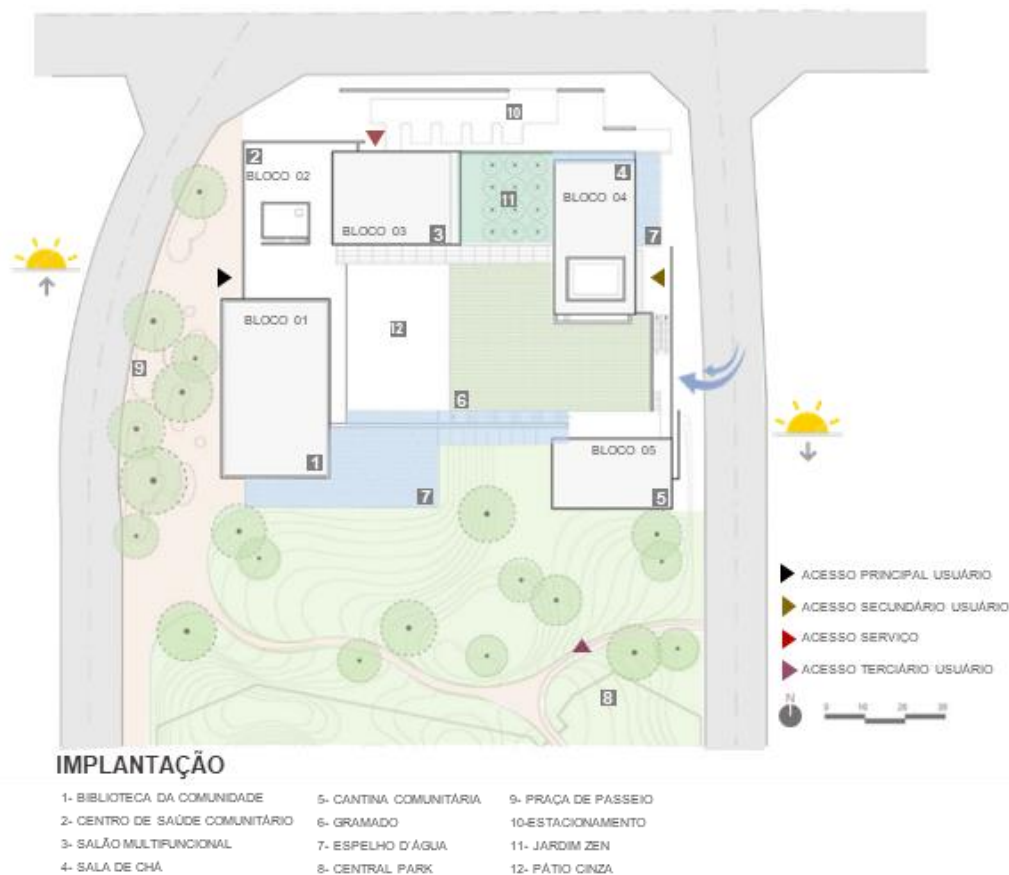 10
2
BLOCO 02
4
BLOCO 04
11
BLOCO 03
3
7
BLOCO 01
12
9
6
BLOCO 05
1
7
5
8
ACESSO PRINCIPAL USUÁRIO
ACESSO SECUNDÁRIO USUÁRIO
ACESSO SERVIÇO
ACESSO TERCIÁRIO USUÁRIO
N
0 10
IMPLANTAÇÃO
1- BIBLIOTECA DA COMUNIDADE
2- CENTRO DE SAÚDE COMUNITÁRIO
3- SALÃO MULTIFUNCIONAL
4- SALA DE CHÁ
5- CANTINA COMUNITÁRIA
6- GRAMADO
7- ESPELHO D'ÁGUA
8- CENTRAL PARK
9- PRAÇA DE PASSEIO
10-ESTACIONAMENTO
11- JARDIM ZEN
12- PÁTIO CINZA